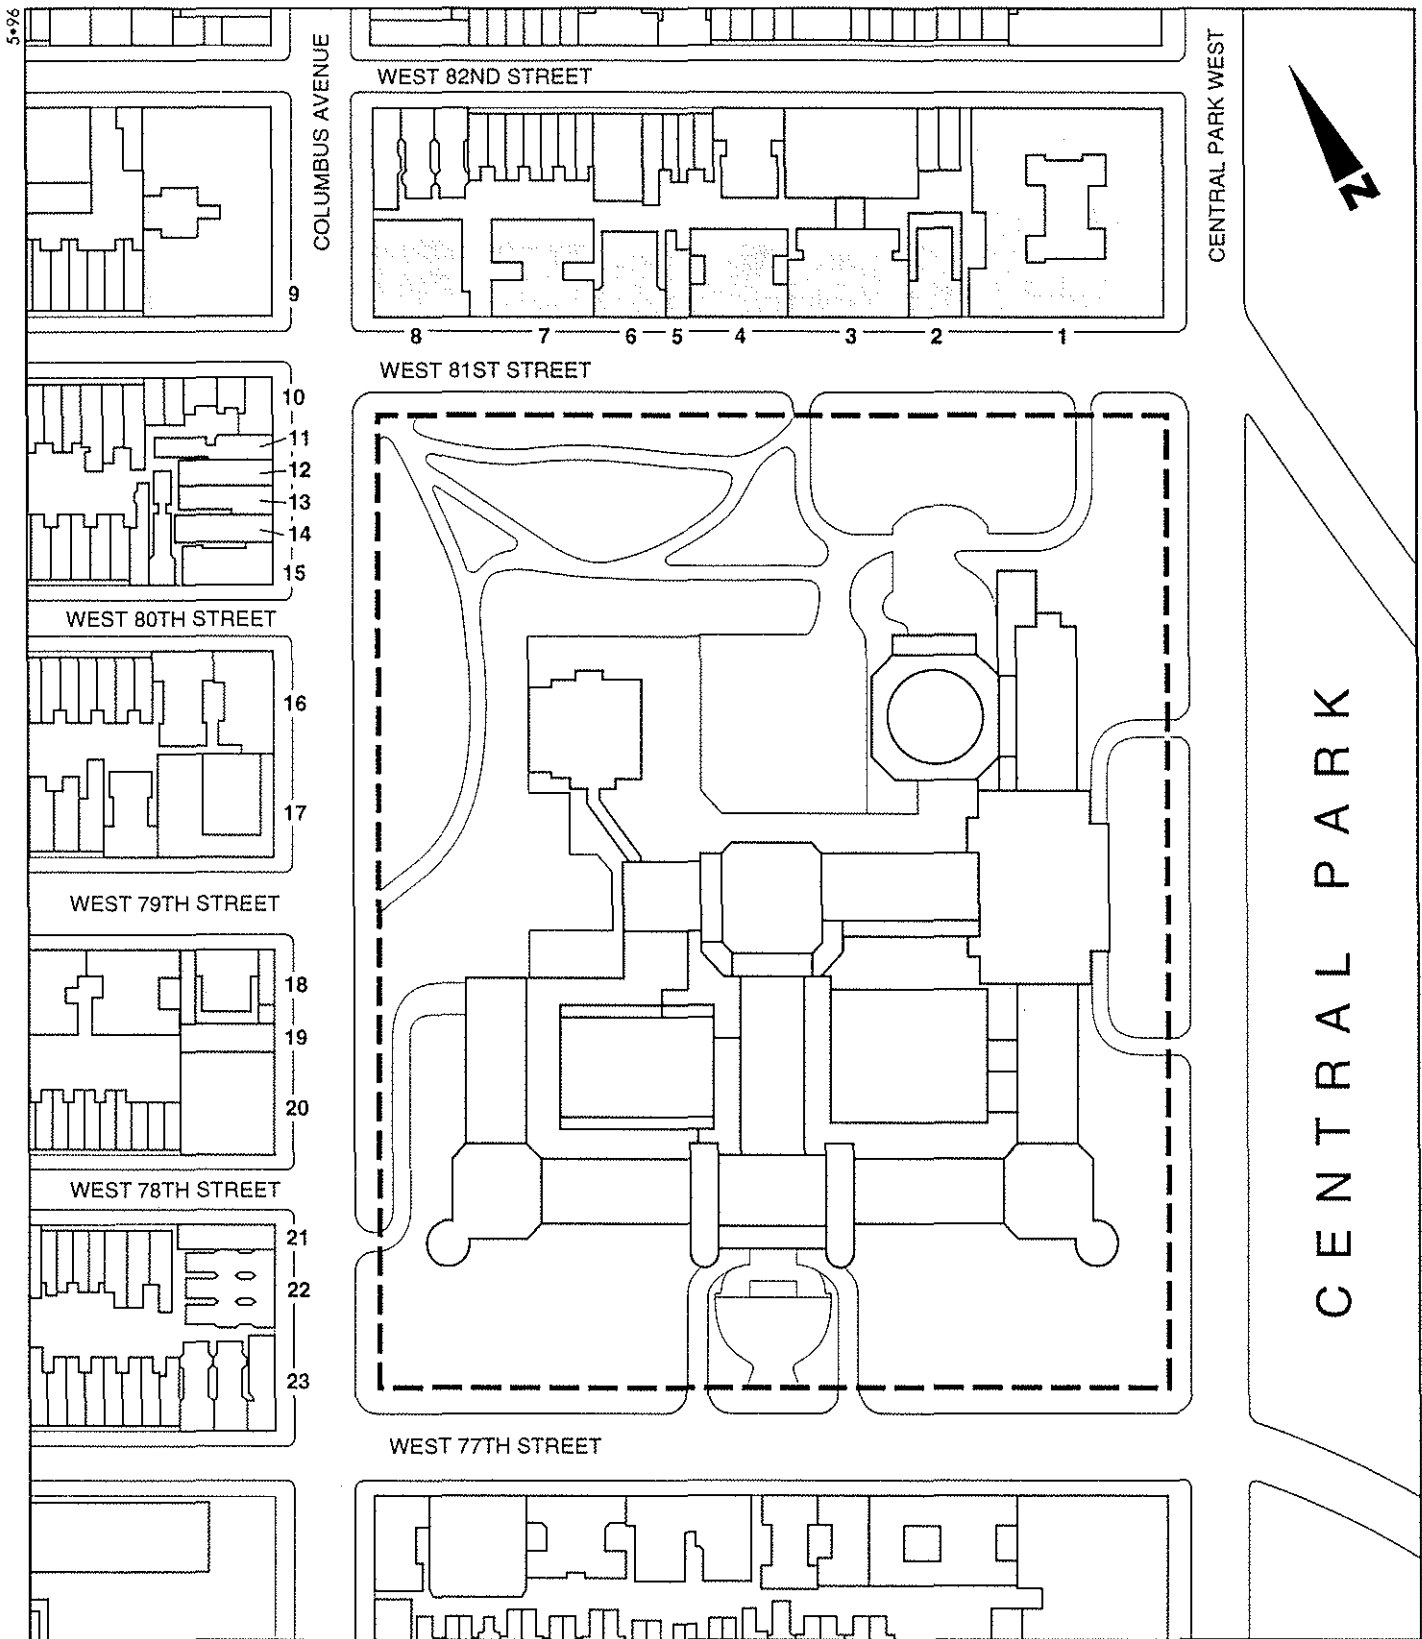 5•96
COLUMBUS AVENUE
WEST 82ND STREET
CENTRAL PARK WEST
N
9
8 7 6 5 4 3 2 1
WEST 81ST STREET
10
11
12
13
14
15
WEST 80TH STREET
16
17
WEST 79TH STREET
18
19
20
WEST 78TH STREET
21
22
23
CENTRAL PARK
WEST 77TH STREET